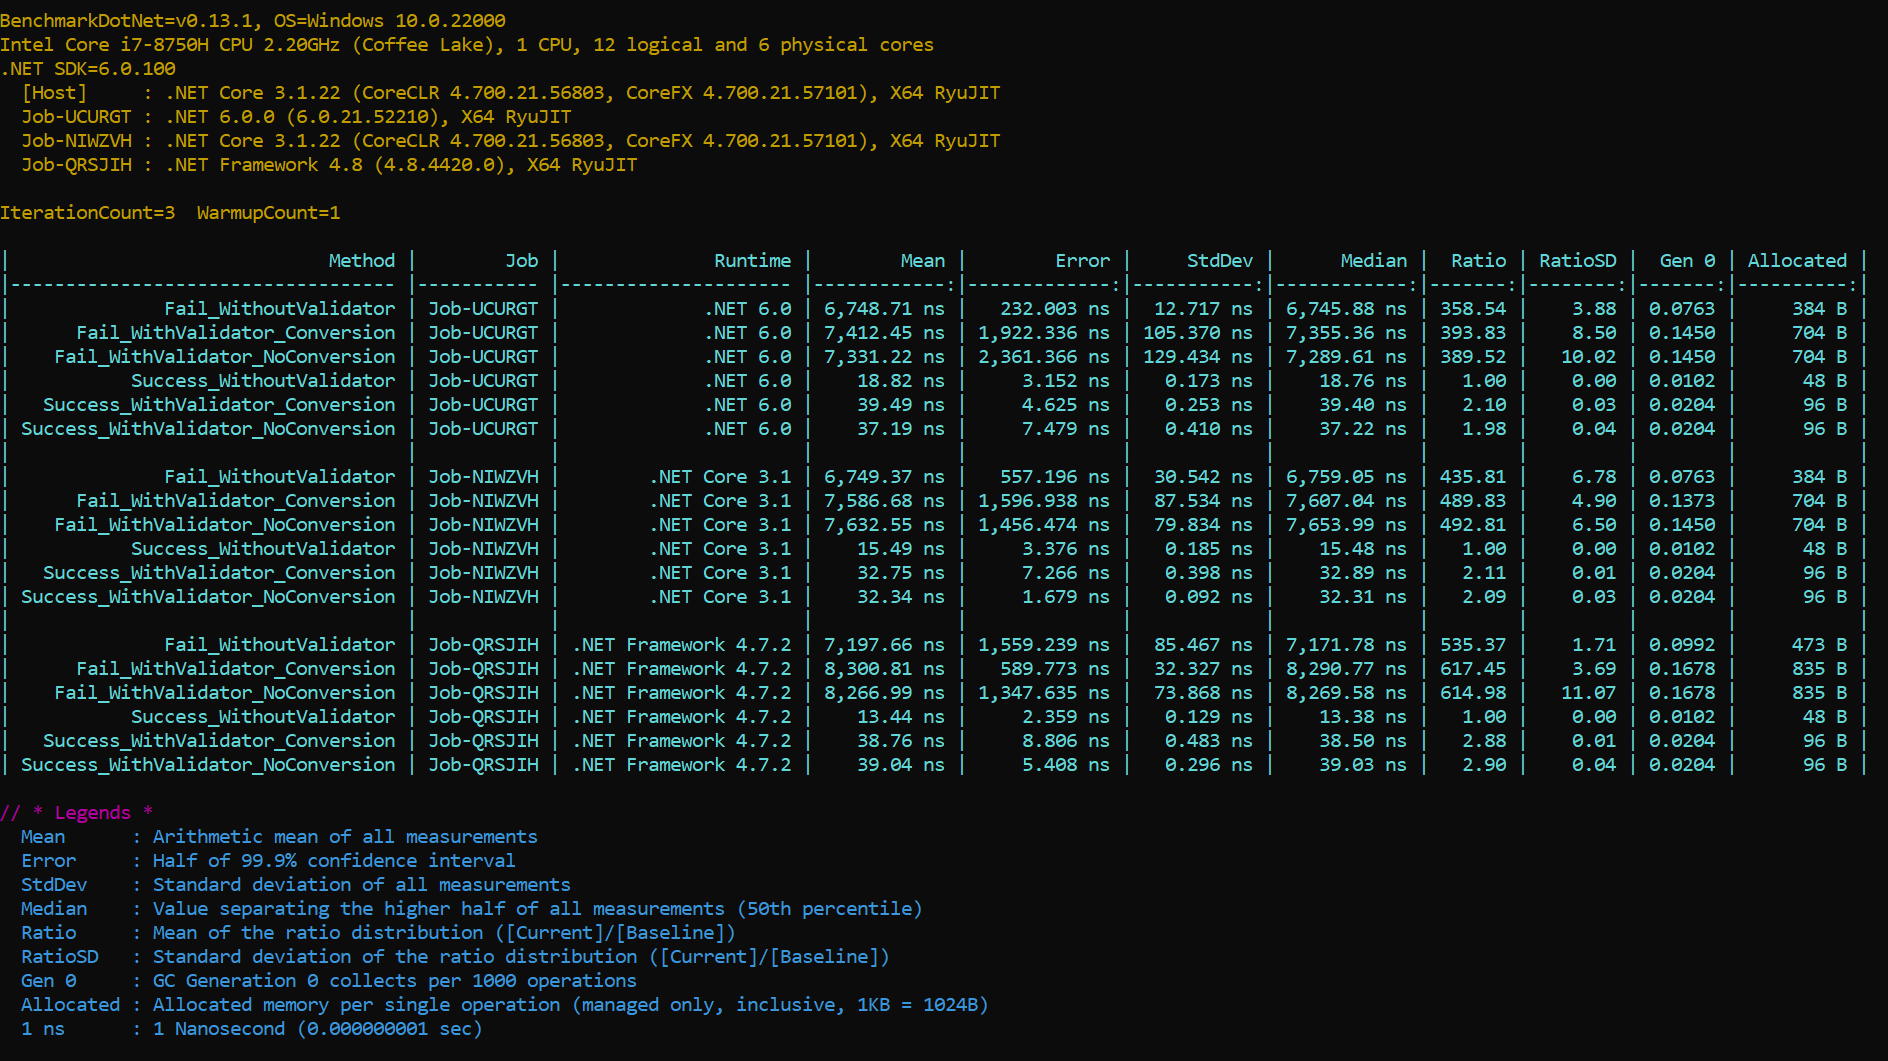 BenchmarkDotNet=v0.13.1, OS=Windows 10.0.22000
Intel Core i7-8750H CPU 2.20GHz (Coffee Lake), 1 CPU, 12 logical and 6 physical cores
.NET SDK=6.0.100
  [Host]     : .NET Core 3.1.22 (CoreCLR 4.700.21.56803, CoreFX 4.700.21.57101), X64 RyuJIT
  Job-UCURGT : .NET 6.0.0 (6.0.21.52210), X64 RyuJIT
  Job-NIWZVH : .NET Core 3.1.22 (CoreCLR 4.700.21.56803, CoreFX 4.700.21.57101), X64 RyuJIT
  Job-QRSJIH : .NET Framework 4.8 (4.8.4420.0), X64 RyuJIT
IterationCount=3  WarmupCount=1
| Method | Job | Runtime | Mean | Error | StdDev | Median | Ratio | RatioSD | Gen 0 | Allocated |
|----------------------------------- |----------- |--------------------- |------------:|-------------:|-----------:|------------:|-------:|--------:|-------:|----------:|
| Fail_WithoutValidator | Job-UCURGT | .NET 6.0 | 6,748.71 ns | 232.003 ns | 12.717 ns | 6,745.88 ns | 358.54 | 3.88 | 0.0763 | 384 B |
| Fail_WithValidator_Conversion | Job-UCURGT | .NET 6.0 | 7,412.45 ns | 1,922.336 ns | 105.370 ns | 7,355.36 ns | 393.83 | 8.50 | 0.1450 | 704 B |
| Fail_WithValidator_NoConversion | Job-UCURGT | .NET 6.0 | 7,331.22 ns | 2,361.366 ns | 129.434 ns | 7,289.61 ns | 389.52 | 10.02 | 0.1450 | 704 B |
| Success_WithoutValidator | Job-UCURGT | .NET 6.0 | 18.82 ns | 3.152 ns | 0.173 ns | 18.76 ns | 1.00 | 0.00 | 0.0102 | 48 B |
| Success_WithValidator_Conversion | Job-UCURGT | .NET 6.0 | 39.49 ns | 4.625 ns | 0.253 ns | 39.40 ns | 2.10 | 0.03 | 0.0204 | 96 B |
| Success_WithValidator_NoConversion | Job-UCURGT | .NET 6.0 | 37.19 ns | 7.479 ns | 0.410 ns | 37.22 ns | 1.98 | 0.04 | 0.0204 | 96 B |
| | | | | | | | | | | |
| Fail_WithoutValidator | Job-NIWZVH | .NET Core 3.1 | 6,749.37 ns | 557.196 ns | 30.542 ns | 6,759.05 ns | 435.81 | 6.78 | 0.0763 | 384 B |
| Fail_WithValidator_Conversion | Job-NIWZVH | .NET Core 3.1 | 7,586.68 ns | 1,596.938 ns | 87.534 ns | 7,607.04 ns | 489.83 | 4.90 | 0.1373 | 704 B |
| Fail_WithValidator_NoConversion | Job-NIWZVH | .NET Core 3.1 | 7,632.55 ns | 1,456.474 ns | 79.834 ns | 7,653.99 ns | 492.81 | 6.50 | 0.1450 | 704 B |
| Success_WithoutValidator | Job-NIWZVH | .NET Core 3.1 | 15.49 ns | 3.376 ns | 0.185 ns | 15.48 ns | 1.00 | 0.00 | 0.0102 | 48 B |
| Success_WithValidator_Conversion | Job-NIWZVH | .NET Core 3.1 | 32.75 ns | 7.266 ns | 0.398 ns | 32.89 ns | 2.11 | 0.01 | 0.0204 | 96 B |
| Success_WithValidator_NoConversion | Job-NIWZVH | .NET Core 3.1 | 32.34 ns | 1.679 ns | 0.092 ns | 32.31 ns | 2.09 | 0.03 | 0.0204 | 96 B |
| | | | | | | | | | | |
| Fail_WithoutValidator | Job-QRSJIH | .NET Framework 4.7.2 | 7,197.66 ns | 1,559.239 ns | 85.467 ns | 7,171.78 ns | 535.37 | 1.71 | 0.0992 | 473 B |
| Fail_WithValidator_Conversion | Job-QRSJIH | .NET Framework 4.7.2 | 8,300.81 ns | 589.773 ns | 32.327 ns | 8,290.77 ns | 617.45 | 3.69 | 0.1678 | 835 B |
| Fail_WithValidator_NoConversion | Job-QRSJIH | .NET Framework 4.7.2 | 8,266.99 ns | 1,347.635 ns | 73.868 ns | 8,269.58 ns | 614.98 | 11.07 | 0.1678 | 835 B |
| Success_WithoutValidator | Job-QRSJIH | .NET Framework 4.7.2 | 13.44 ns | 2.359 ns | 0.129 ns | 13.38 ns | 1.00 | 0.00 | 0.0102 | 48 B |
| Success_WithValidator_Conversion | Job-QRSJIH | .NET Framework 4.7.2 | 38.76 ns | 8.806 ns | 0.483 ns | 38.50 ns | 2.88 | 0.01 | 0.0204 | 96 B |
| Success_WithValidator_NoConversion | Job-QRSJIH | .NET Framework 4.7.2 | 39.04 ns | 5.408 ns | 0.296 ns | 39.03 ns | 2.90 | 0.04 | 0.0204 | 96 B |
// * Legends *
  Mean      : Arithmetic mean of all measurements
  Error     : Half of 99.9% confidence interval
  StdDev    : Standard deviation of all measurements
  Median    : Value separating the higher half of all measurements (50th percentile)
  Ratio     : Mean of the ratio distribution ([Current]/[Baseline])
  RatioSD   : Standard deviation of the ratio distribution ([Current]/[Baseline])
  Gen 0     : GC Generation 0 collects per 1000 operations
  Allocated : Allocated memory per single operation (managed only, inclusive, 1KB = 1024B)
  1 ns      : 1 Nanosecond (0.000000001 sec)